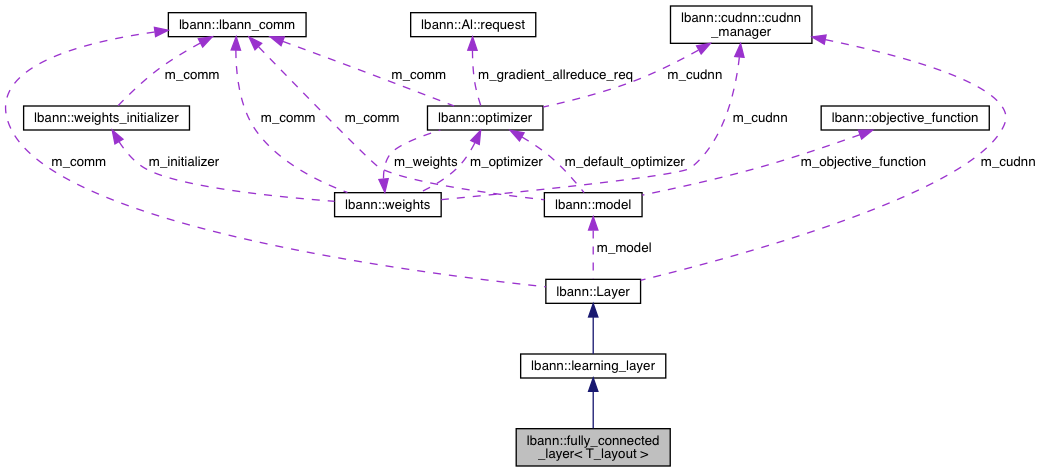 lbann::lbann_comm
lbann::Al::request
lbann::cudnn::cudnn
_manager
m_comm
m_comm
m_gradient_allreduce_req
m_cudnn
lbann::weights_initializer
m_comm
m_comm
lbann::optimizer
m_cudnn
lbann::objective_function
m_comm
m_initializer
m_weights
m_optimizer
m_default_optimizer
m_objective_function
m_cudnn
lbann::weights
lbann::model
m_model
lbann::Layer
lbann::learning_layer
lbann::fully_connected
_layer< T_layout >